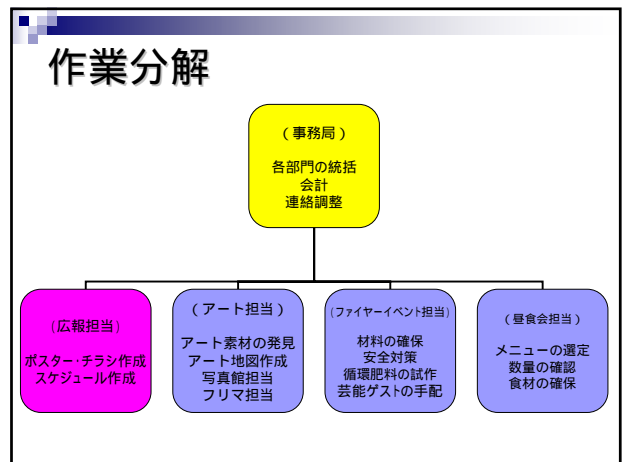 作業分解
(事務局)
各部門の統括
会計
連絡調整
(広報担当)
ポスター・チラシ作成
スケジュール作成
(アート担当)
アート素材の発見
アート地図作成
写真館担当
フリマ担当
(ファイヤーイベント担当)
材料の確保
安全対策
循環肥料の試作
芸能ゲストの手配
(昼食会担当)
メニューの選定
数量の確認
食材の確保